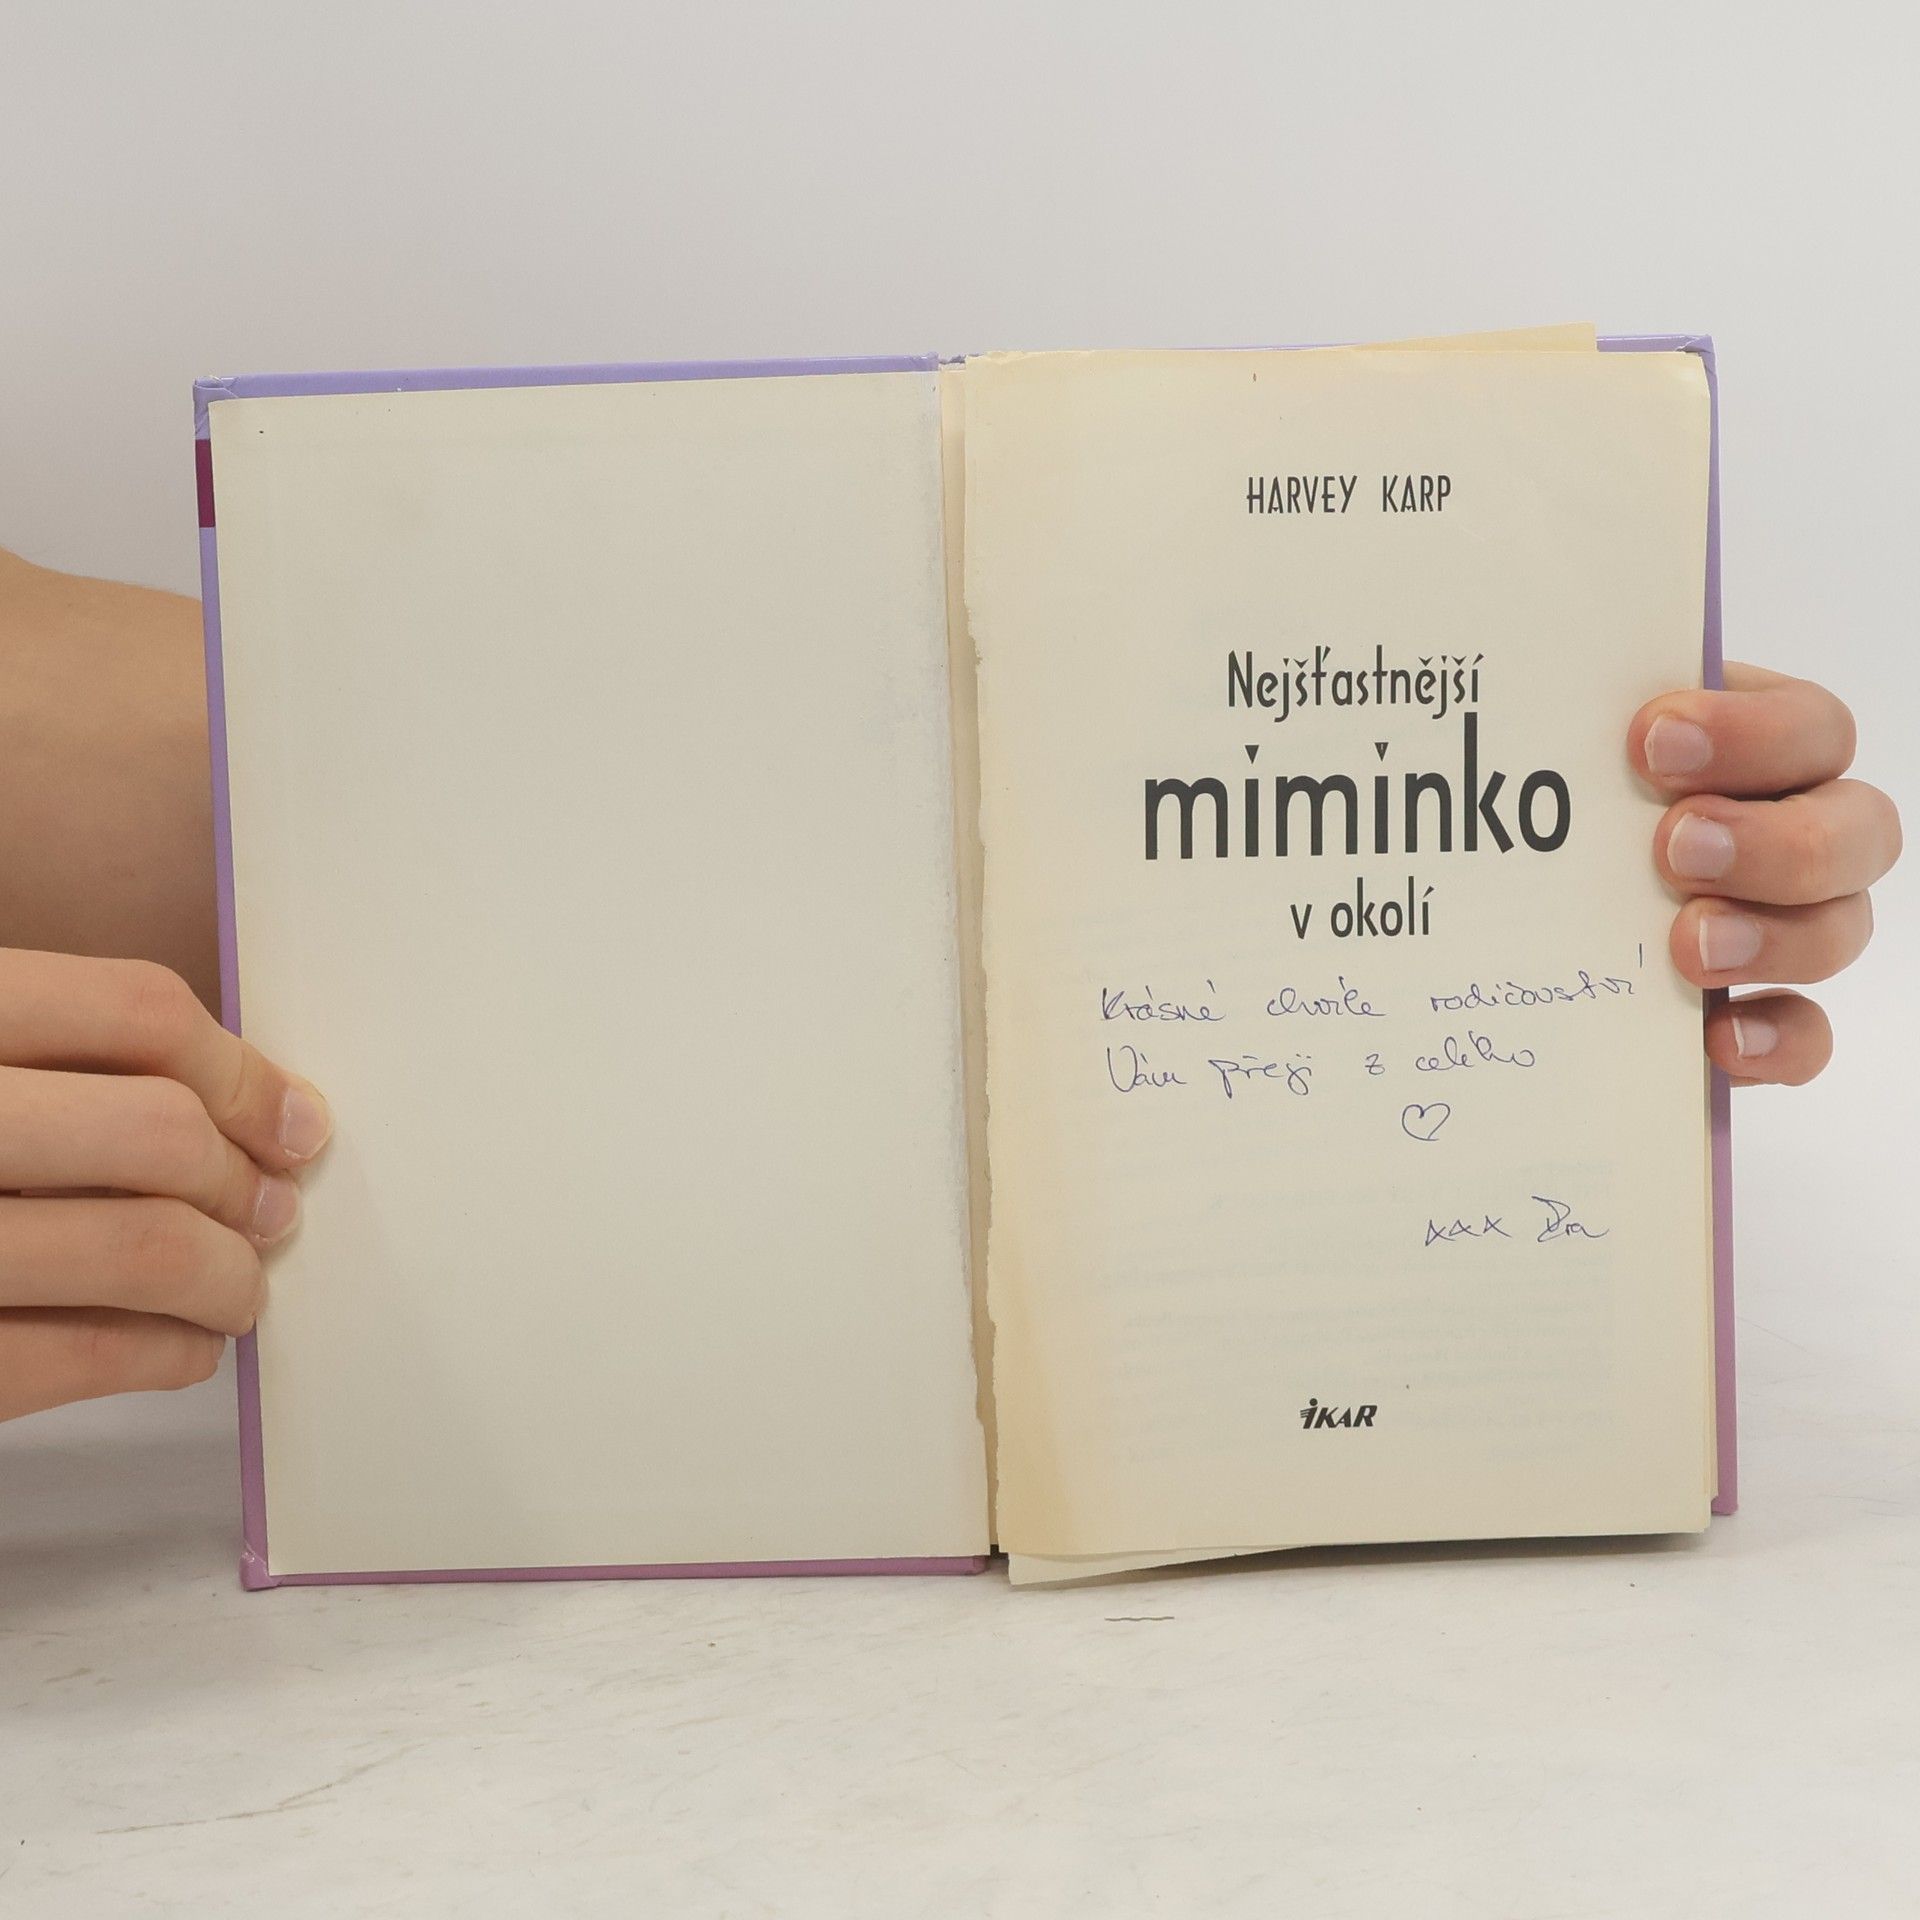 HARVEY KARP
Nejšťastnější
miminko
v okolí
Krásné chvíle rodičovství
Vám přeji z celého
♡
xxx
IKAR